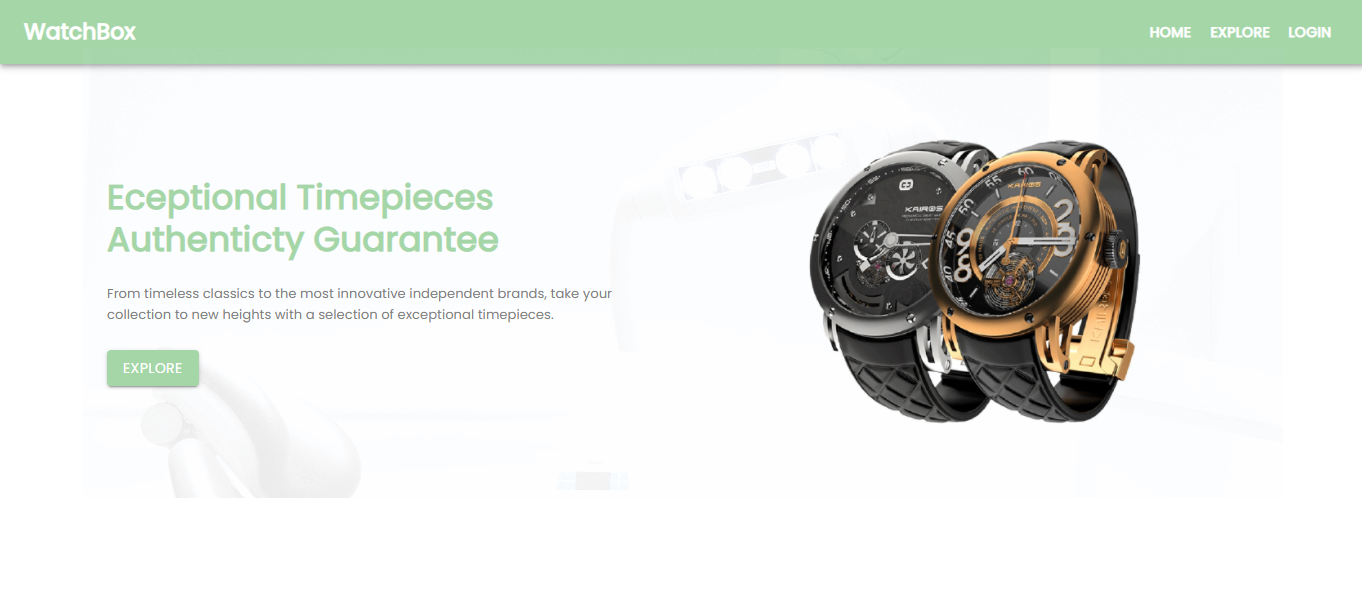 WatchBox
HOME EXPLORE LOGIN
Eceptional Timepieces
Authenticty Guarantee
From timeless classics to the most innovative independent brands, take your
collection to new heights with a selection of exceptional timepieces.
EXPLORE
KAIROS
KAIROS